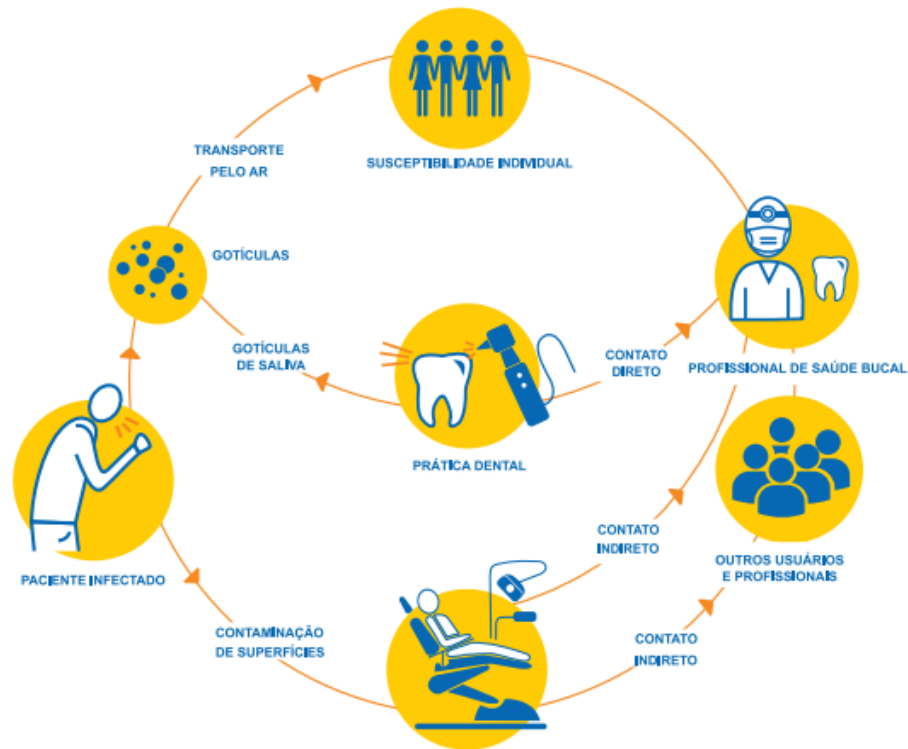 TRANSPORTE
PELO AR
SUSCEPTIBILIDADE INDIVIDUAL
GOTÍCULAS
GOTÍCULAS
DE SALIVA
CONTATO
DIRETO
PROFISSIONAL DE SAÚDE BUCAL
PRÁTICA DENTAL
PACIENTE INFECTADO
CONTATO
INDIRETO
OUTROS USUÁRIOS
E PROFISSIONAIS
CONTAMINAÇÃO
DE SUPERFÍCIES
CONTATO
INDIRETO